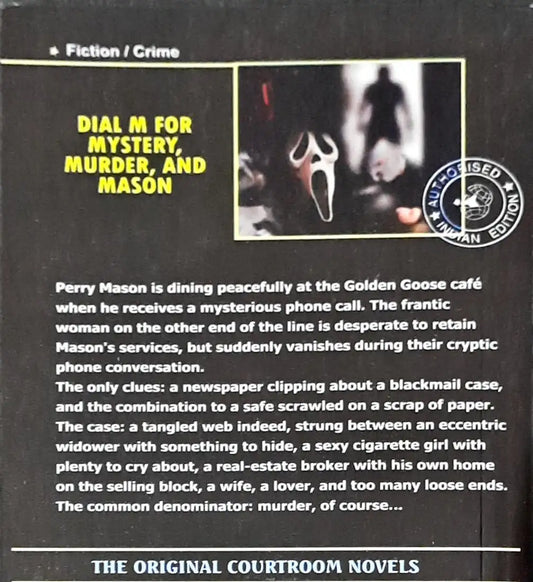 ★ Fiction / Crime
DIAL M FOR
MYSTERY,
MURDER, AND
MASON
AUTHORISED
INDIAN EDITION
Perry Mason is dining peacefully at the Golden Goose café
when he receives a mysterious phone call. The frantic
woman on the other end of the line is desperate to retain
Mason's services, but suddenly vanishes during their cryptic
phone conversation.
The only clues: a newspaper clipping about a blackmail case,
and the combination to a safe scrawled on a scrap of paper.
The case: a tangled web indeed, strung between an eccentric
widower with something to hide, a sexy cigarette girl with
plenty to cry about, a real-estate broker with his own home
on the selling block, a wife, a lover, and too many loose ends.
The common denominator: murder, of course...
THE ORIGINAL COURTROOM NOVELS